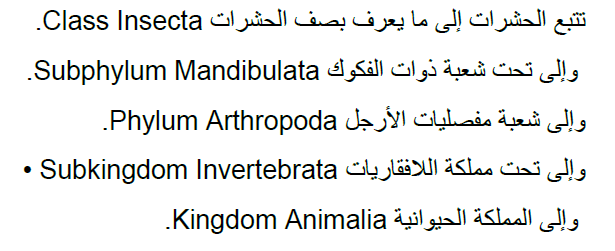 تتبع الحشرات إلى ما يعرف بصف الحشرات Class Insecta.
وإلى تحت شعبة ذوات الفكوك Subphylum Mandibulata.
وإلى شعبة مفصليات الأرجل Phylum Arthropoda.
وإلى تحت مملكة اللافقاريات Subkingdom Invertebrata •
وإلى المملكة الحيوانية Kingdom Animalia.